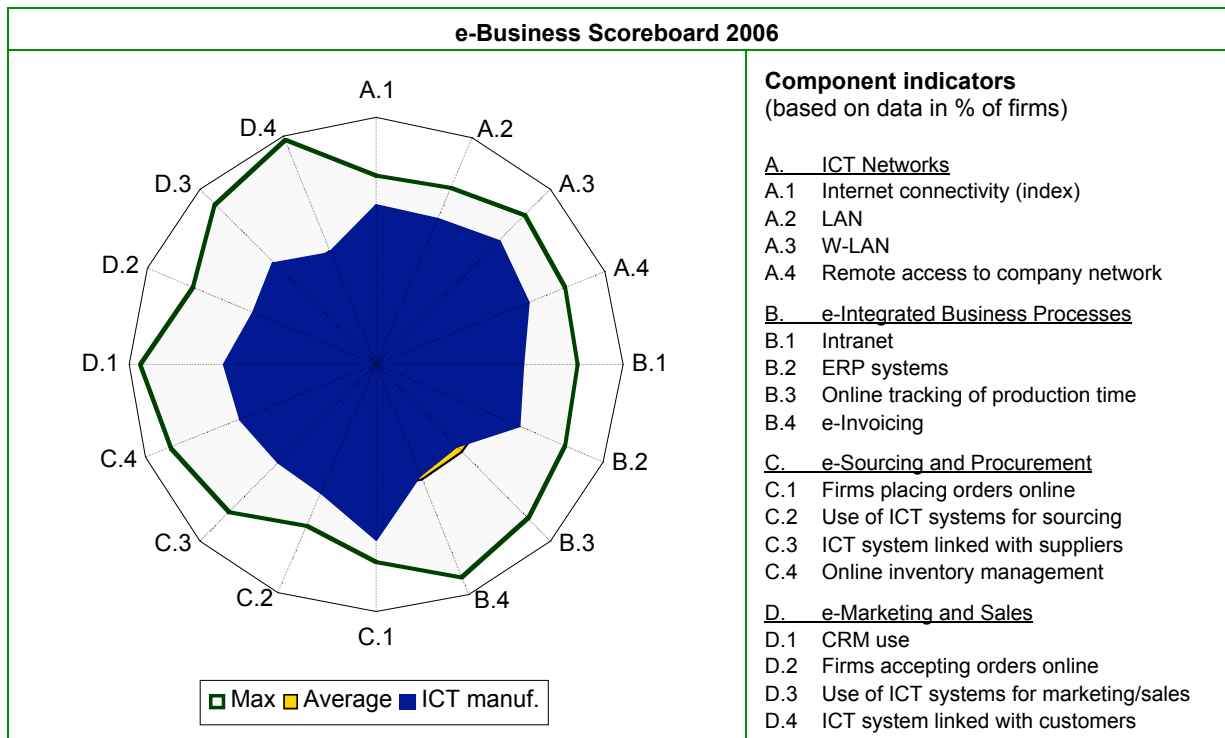 e-Business Scoreboard 2006
A.1
A.2
A.3
A.4
B.1
B.2
B.3
B.4
C.1
C.2
C.3
C.4
D.1
D.2
D.3
D.4
Max Average ICT manuf.
Component indicators
(based on data in % of firms)
A. ICT Networks
A.1 Internet connectivity (index)
A.2 LAN
A.3 W-LAN
A.4 Remote access to company network
B. e-Integrated Business Processes
B.1 Intranet
B.2 ERP systems
B.3 Online tracking of production time
B.4 e-Invoicing
C. e-Sourcing and Procurement
C.1 Firms placing orders online
C.2 Use of ICT systems for sourcing
C.3 ICT system linked with suppliers
C.4 Online inventory management
D. e-Marketing and Sales
D.1 CRM use
D.2 Firms accepting orders online
D.3 Use of ICT systems for marketing/sales
D.4 ICT system linked with customers